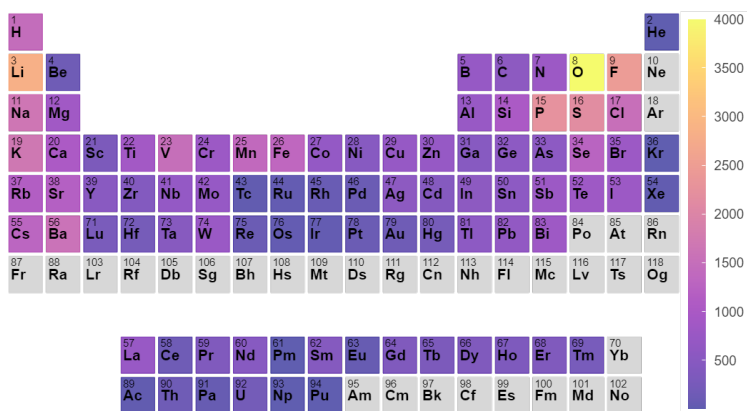 1 2 4000
H He
3 4 5 6 7 8 9 10
Li Be B C N O F Ne 3500
11 12 13 14 15 16 17 18
Na Mg Al Si P S Cl Ar 3000
19 20 21 22 23 24 25 26 27 28 29 30 31 32 33 34 35 36
K Ca Sc Ti V Cr Mn Fe Co Ni Cu Zn Ga Ge As Se Br Kr 2500
37 38 39 40 41 42 43 44 45 46 47 48 49 50 51 52 53 54
Rb Sr Y Zr Nb Mo Tc Ru Rh Pd Ag Cd In Sn Sb Te I Xe
55 56 71 72 73 74 75 76 77 78 79 80 81 82 83 84 85 86 2000
Cs Ba Lu Hf Ta W Re Os Ir Pt Au Hg Tl Pb Bi Po At Rn
87 88 103 104 105 106 107 108 109 110 111 112 113 114 115 116 117 118 1500
Fr Ra Lr Rf Db Sg Bh Hs Mt Ds Rg Cn Nh Fl Mc Lv Ts Og
1000
57 58 59 60 61 62 63 64 65 66 67 68 69 70
La Ce Pr Nd Pm Sm Eu Gd Tb Dy Ho Er Tm Yb 500
89 90 91 92 93 94 95 96 97 98 99 100 101 102
Ac Th Pa U Np Pu Am Cm Bk Cf Es Fm Md No